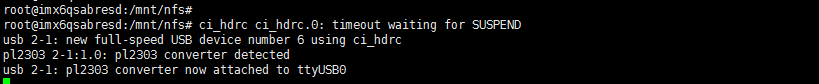 root@imx6qsabresd:/mnt/nfs#
root@imx6qsabresd:/mnt/nfs# ci_hdrc ci_hdrc.0: timeout waiting for SUSPEND
usb 2-1: new full-speed USB device number 6 using ci_hdrc
pl2303 2-1:1.0: pl2303 converter detected
usb 2-1: pl2303 converter now attached to ttyUSB0